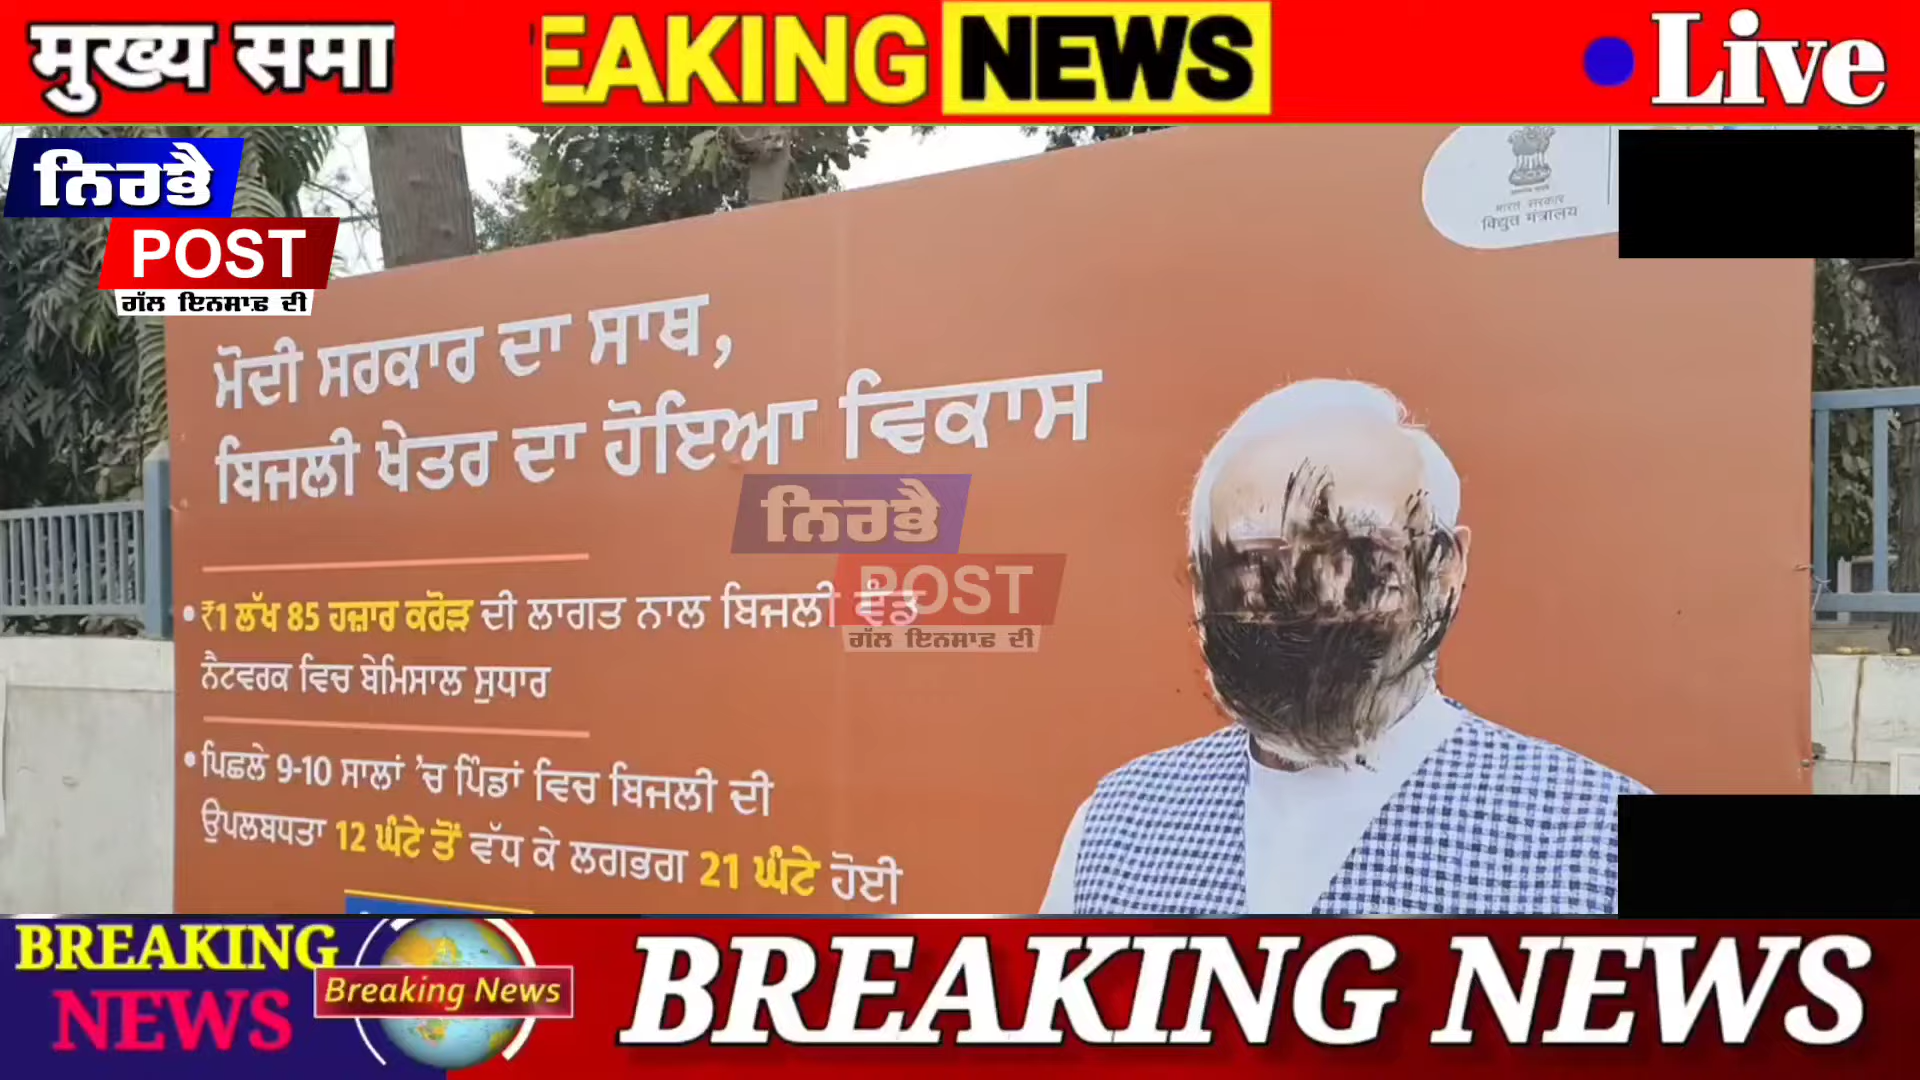 मुख्य समा
EAKING NEWS
Live
ਨਿਰਭੈ
POST
ਗੱਲ ਇਨਸਾਫ਼ ਦੀ
भारत सरकार
विद्युत मंत्रालय
ਮੋਦੀ ਸਰਕਾਰ ਦਾ ਸਾਥ,
ਬਿਜਲੀ ਖੇਤਰ ਦਾ ਹੋਇਆ ਵਿਕਾਸ
ਨਿਰਭੈ
POST
ਗੱਲ ਇਨਸਾਫ਼ ਦੀ
• ₹1 ਲੱਖ 85 ਹਜ਼ਾਰ ਕਰੋੜ ਦੀ ਲਾਗਤ ਨਾਲ ਬਿਜਲੀ ਵੰਡ
ਨੈਟਵਰਕ ਵਿਚ ਬੇਮਿਸਾਲ ਸੁਧਾਰ
• ਪਿਛਲੇ 9-10 ਸਾਲਾਂ 'ਚ ਪਿੰਡਾਂ ਵਿਚ ਬਿਜਲੀ ਦੀ
ਉਪਲਬਧਤਾ 12 ਘੰਟੇ ਤੋਂ ਵੱਧ ਕੇ ਲਗਭਗ 21 ਘੰਟੇ ਹੋਈ
BREAKING
NEWS
Breaking News
BREAKING NEWS